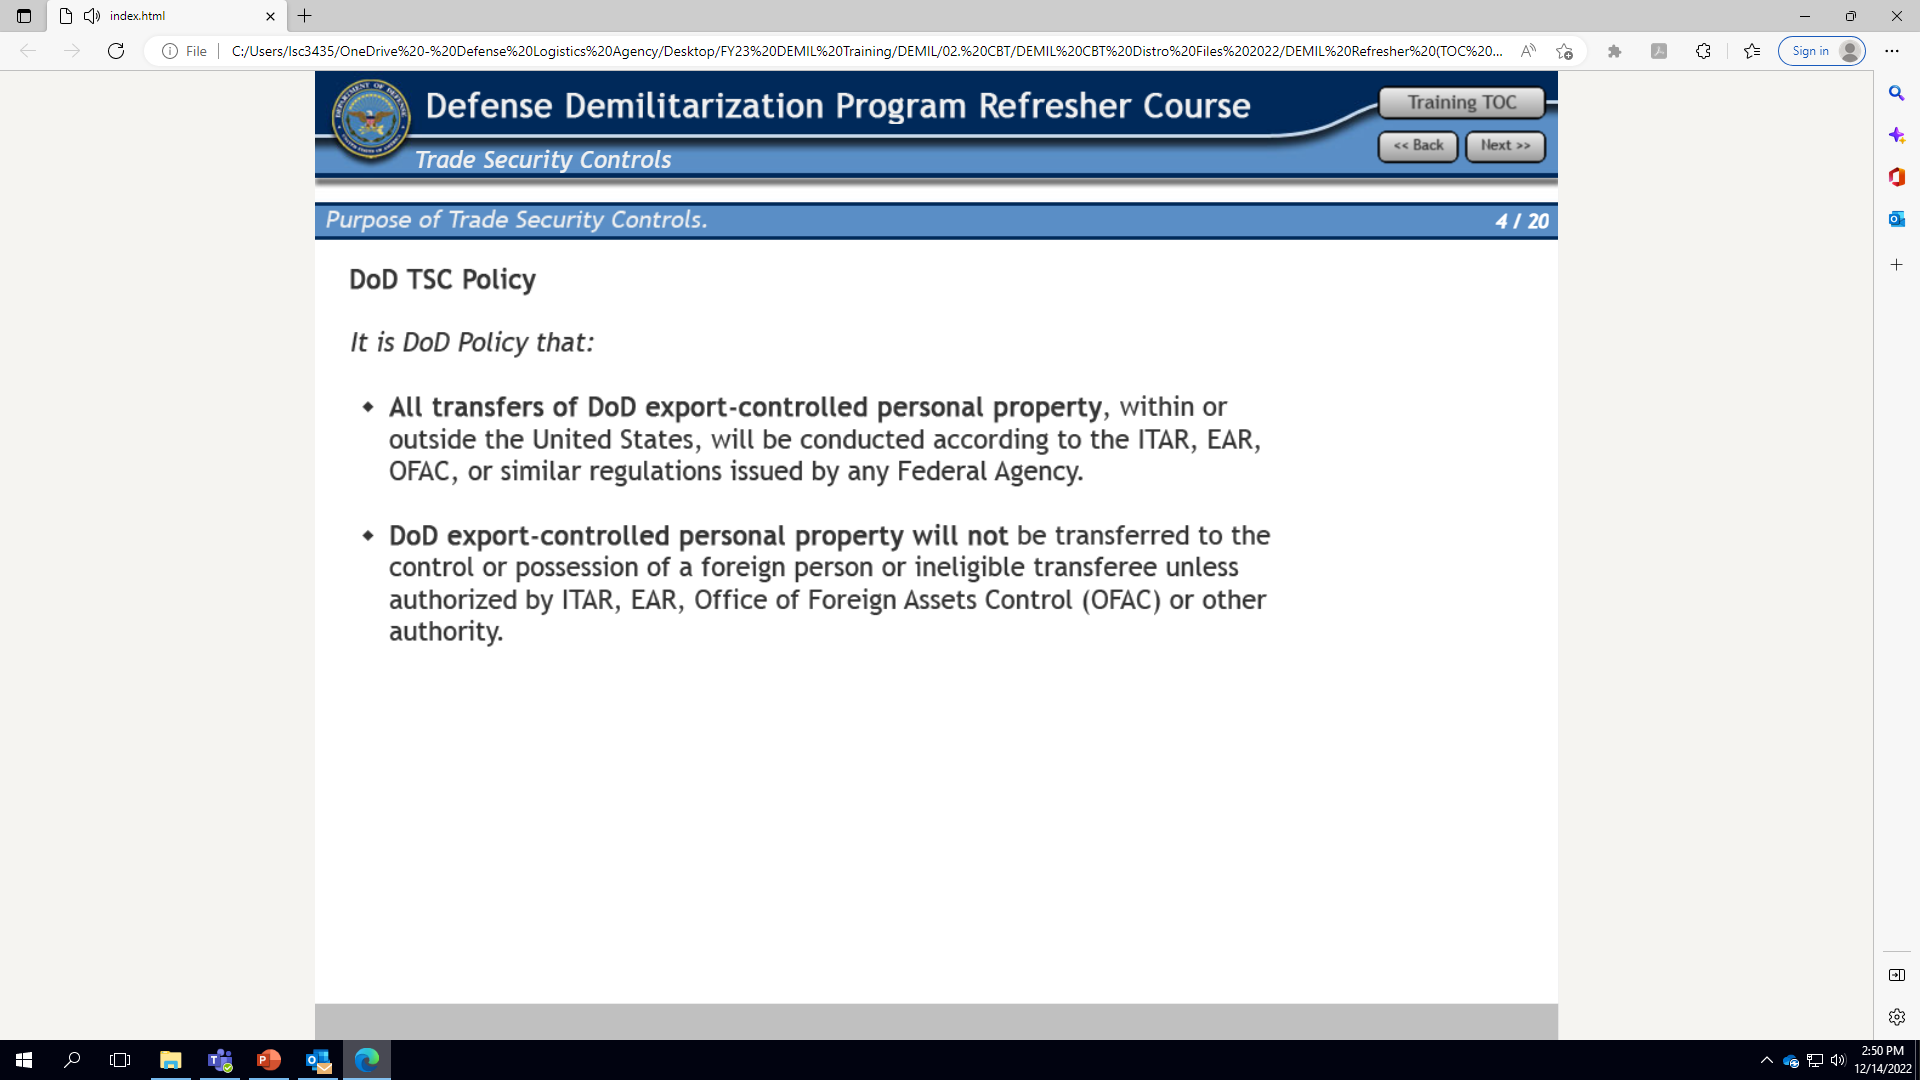 index.html
File
C:/Users/lsc3435/OneDrive%20-%20Defense%20Logistics%20Agency/Desktop/FY23%20DEMIL%20Training/DEMIL/02.%20CBT/DEMIL%20CBT%20Distro%20Files%202022/DEMIL%20Refresher%20(TOC%20...
Sign in
Defense Demilitarization Program Refresher Course
Training TOC
<< Back
Next >>
Trade Security Controls
Purpose of Trade Security Controls.
4 / 20
DoD TSC Policy
It is DoD Policy that:
All transfers of DoD export-controlled personal property, within or
outside the United States, will be conducted according to the ITAR, EAR,
OFAC, or similar regulations issued by any Federal Agency.
DoD export-controlled personal property will not be transferred to the
control or possession of a foreign person or ineligible transferee unless
authorized by ITAR, EAR, Office of Foreign Assets Control (OFAC) or other
authority.
2:50 PM
12/14/2022